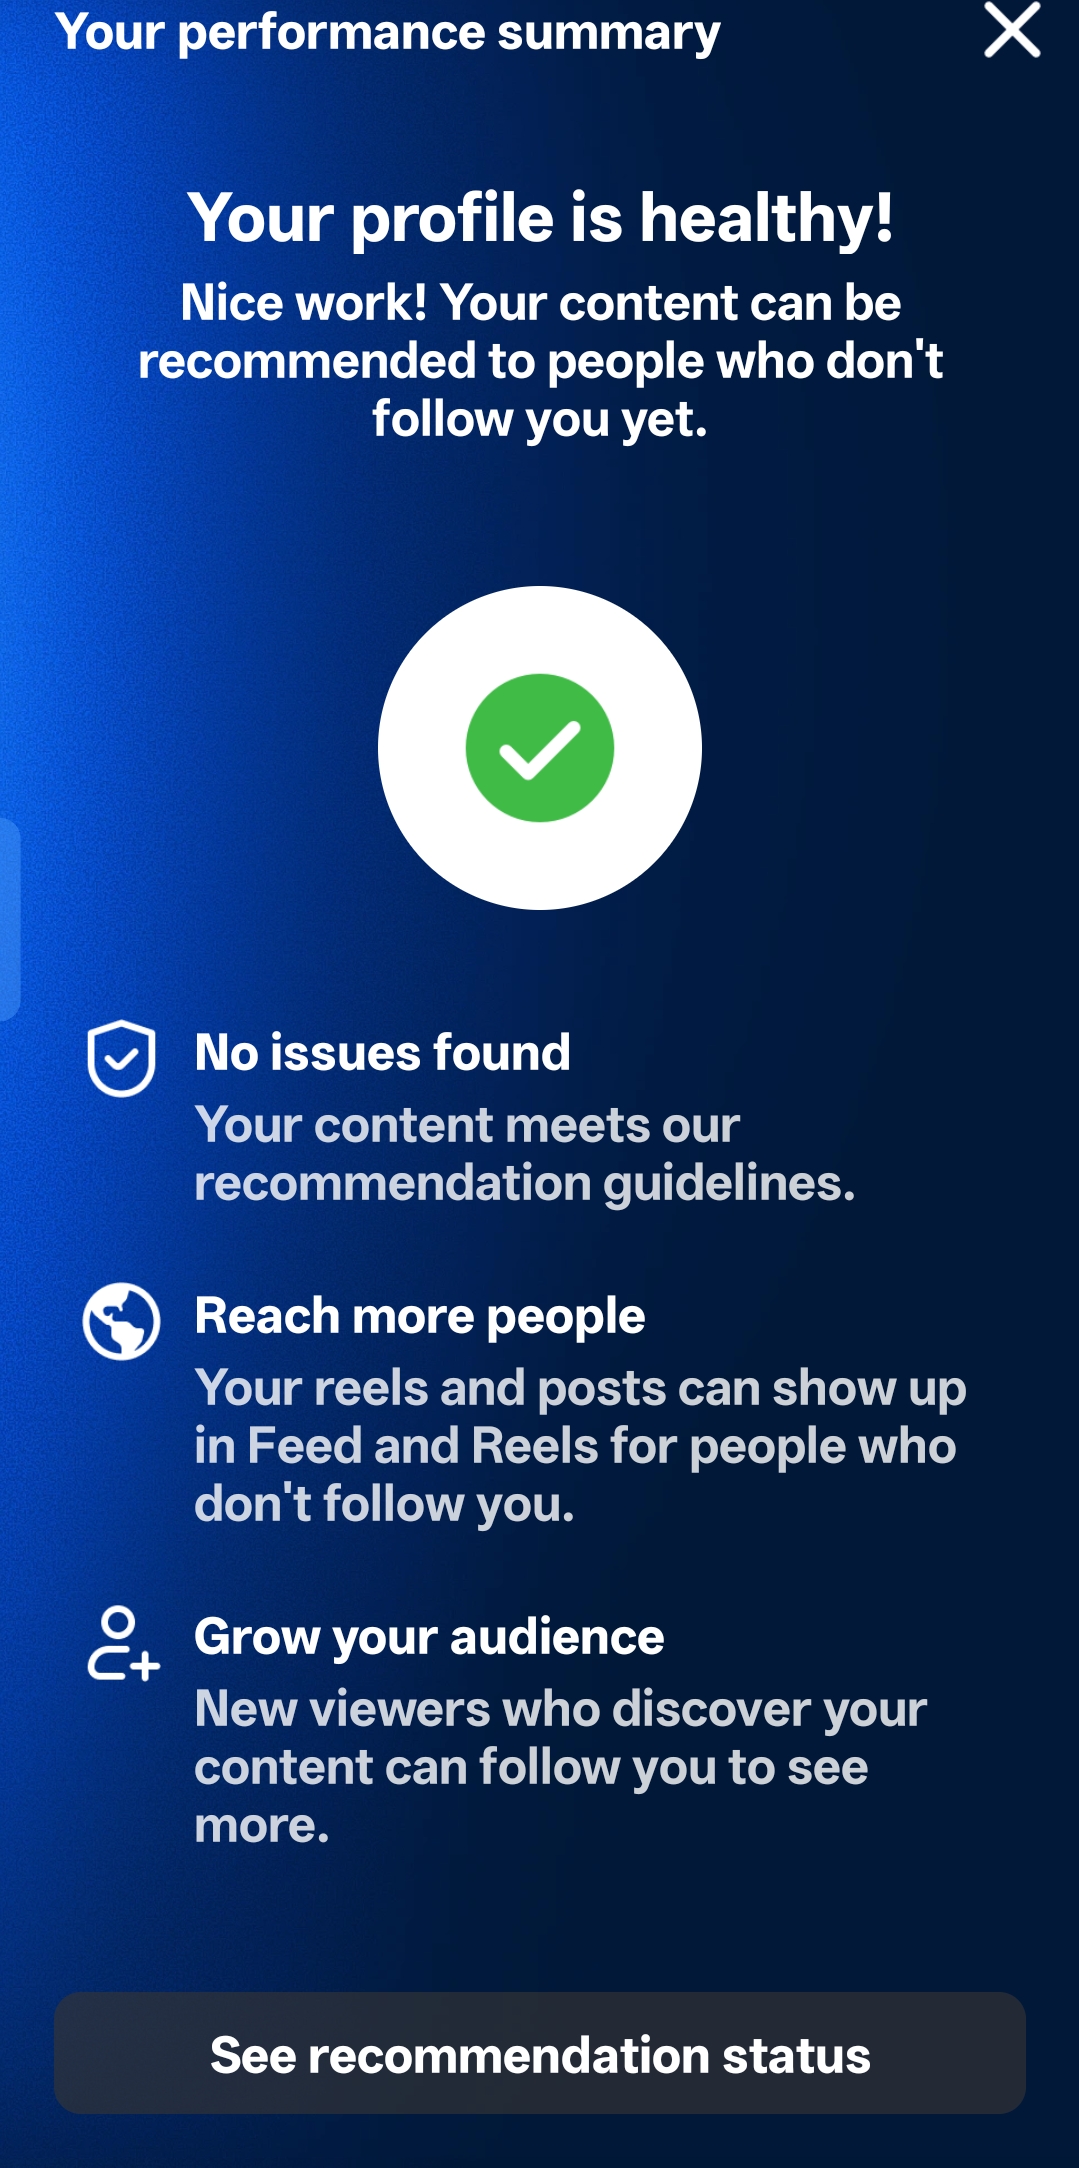 Your performance summary
Your profile is healthy!
Nice work! Your content can be
recommended to people who don't
follow you yet.
No issues found
Your content meets our
recommendation guidelines.
Reach more people
Your reels and posts can show up
in Feed and Reels for people who
don't follow you.
Grow your audience
New viewers who discover your
content can follow you to see
more.
See recommendation status